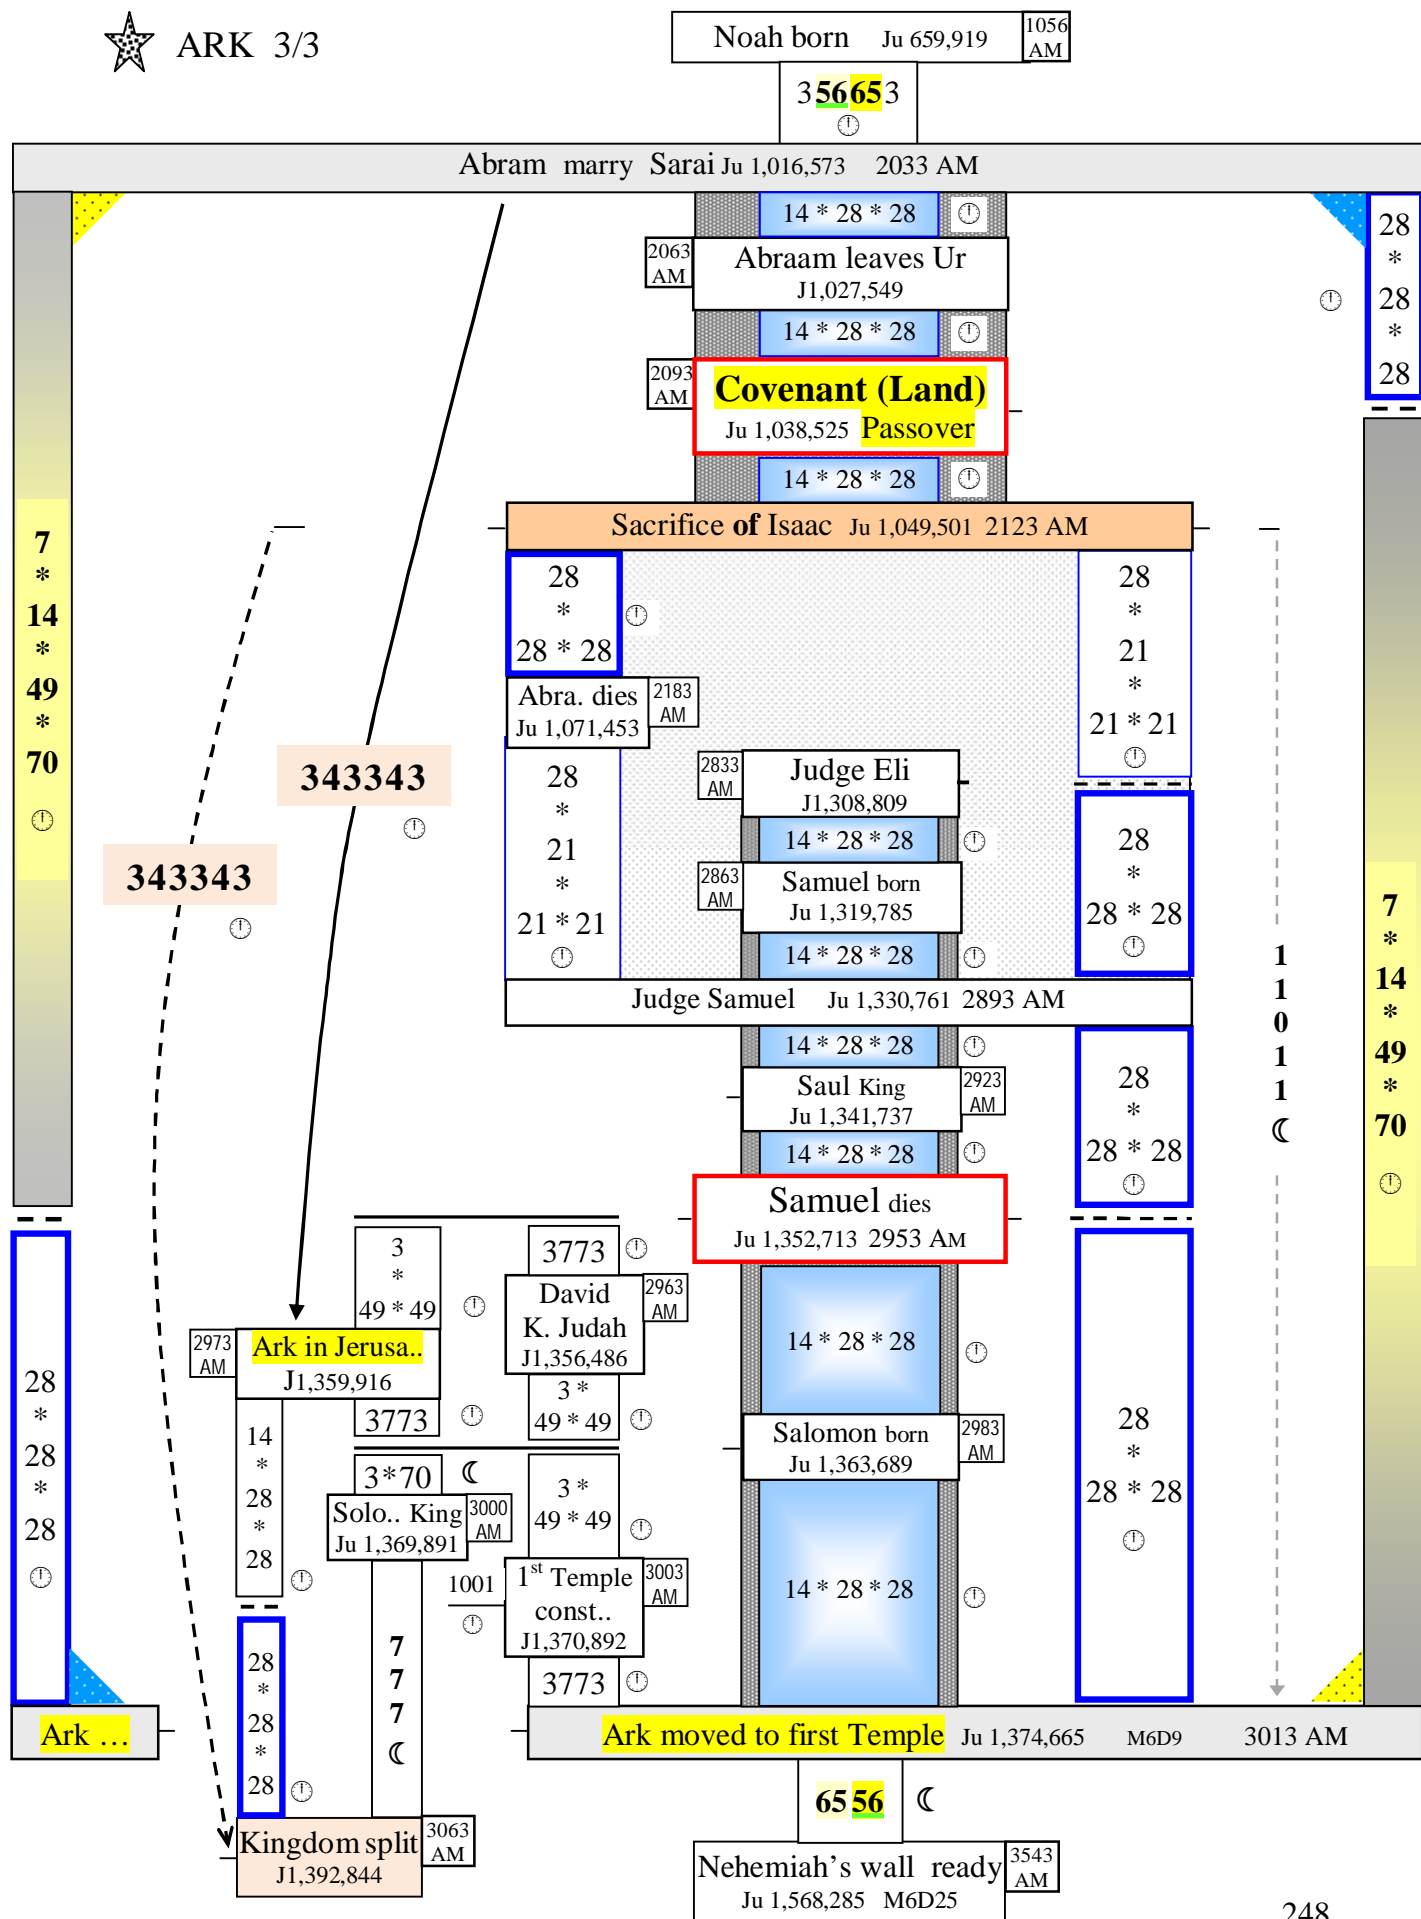 ARK 3/3
Noah born Ju 659,919
1056
AM
356653
Abram marry Sarai Ju 1,016,573 2033 AM
14 * 28 * 28
2063
AM
Abraam leaves Ur
J1,027,549
14 * 28 * 28
2093
AM
Covenant (Land)
Ju 1,038,525 Passover
14 * 28 * 28
Sacrifice of Isaac Ju 1,049,501 2123 AM
28
*
28
*
28
7
*
14
*
49
*
70
28
*
28 * 28
28
*
21
*
21 * 21
Abra. dies
Ju 1,071,453
2183
AM
343343
343343
28
*
21
*
21 * 21
2833
AM
Judge Eli
J1,308,809
14 * 28 * 28
2863
AM
Samuel born
Ju 1,319,785
14 * 28 * 28
28
*
28 * 28
7
*
14
*
49
*
70
1
1
0
1
1
☾
Judge Samuel Ju 1,330,761 2893 AM
14 * 28 * 28
Saul King
Ju 1,341,737
2923
AM
14 * 28 * 28
28
*
28 * 28
Samuel dies
Ju 1,352,713 2953 AM
3
*
49 * 49
3773
David
K. Judah
J1,356,486
2963
AM
2973
AM
Ark in Jerusa..
J1,359,916
3773
3 *
49 * 49
14 * 28 * 28
28
*
28
*
28
14
*
28
*
28
Salomon born
Ju 1,363,689
2983
AM
28
*
28 * 28
3*70 ☾
Solo.. King
Ju 1,369,891
3000
AM
3 *
49 * 49
1001
1st Temple
const..
J1,370,892
3003
AM
14 * 28 * 28
28
*
28
*
28
7
7
7
☾
3773
Ark …
Ark moved to first Temple Ju 1,374,665 M6D9 3013 AM
6556 ☾
Kingdom split
J1,392,844
3063
AM
Nehemiah's wall ready
Ju 1,568,285 M6D25
3543
AM
248